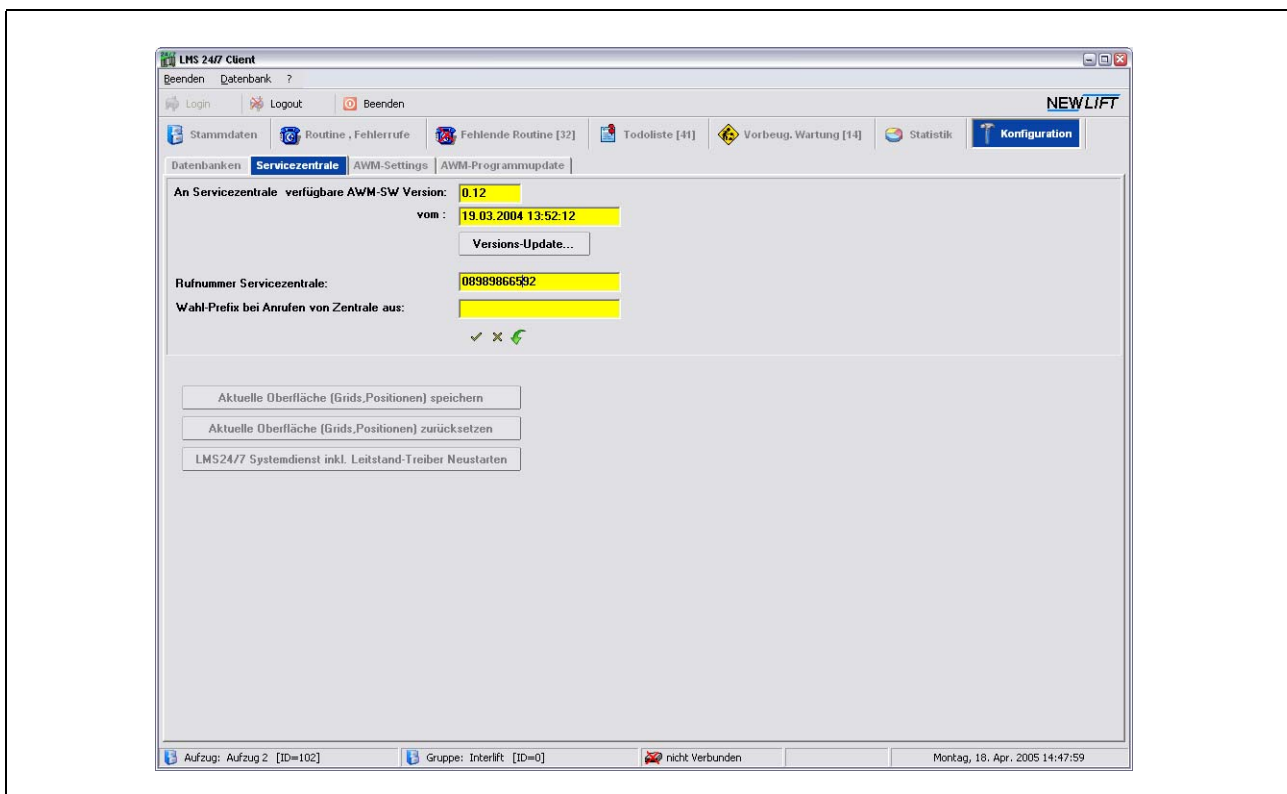 LMS 24/7 Client
Beenden Datenbank ?
Login Logout Beenden NEWLIFT
Stammdaten Routine , Fehlerrufe Fehlende Routine [32] Todoliste [41] Vorbeug. Wartung [14] Statistik Konfiguration
Datenbanken Servicezentrale AWM-Settings AWM-Programmupdate
An Servicezentrale verfügbare AWM-SW Version: 0.12
vom : 19.03.2004 13:52:12
Versions-Update...
Rufnummer Servicezentrale: 08989866592
Wahl-Prefix bei Anrufen von Zentrale aus:
Aktuelle Oberfläche (Grids,Positionen) speichern
Aktuelle Oberfläche (Grids,Positionen) zurücksetzen
LMS24/7 Systemdienst inkl. Leitstand-Treiber Neustarten
Aufzug: Aufzug 2 [ID=102] Gruppe: Interlift [ID=0] nicht Verbunden Montag, 18. Apr. 2005 14:47:59